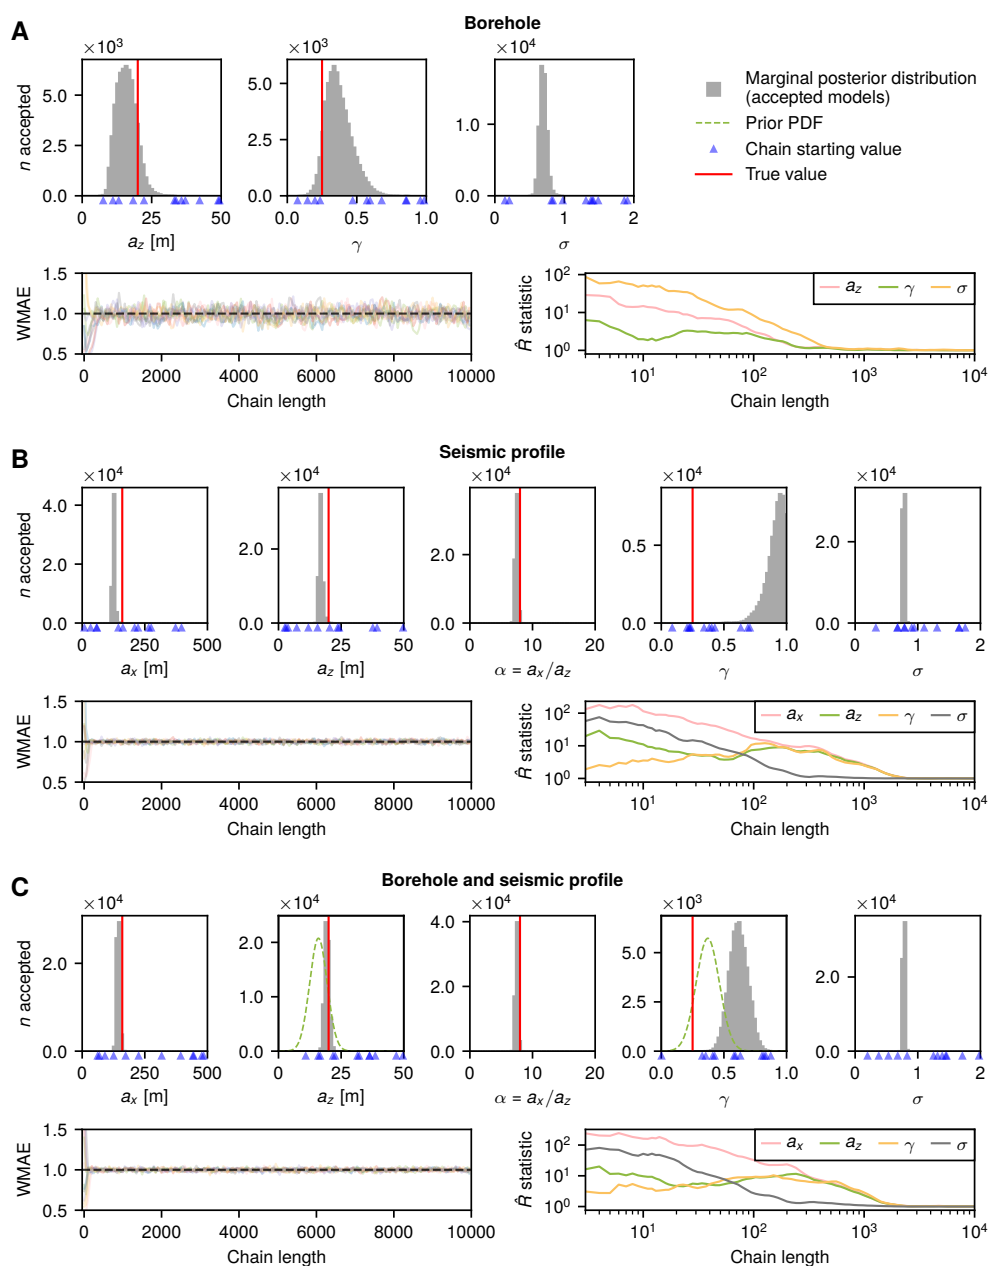 A
Borehole
×10³
×10³
×10⁴
5.0
2.5
0.0
n accepted
0
25
50
a_z [m]
5.0
2.5
0.0
0.0
0.5
1.0
γ
1.0
0.0
0
1
2
σ
Marginal posterior distribution
(accepted models)
Prior PDF
Chain starting value
True value
1.5
1.0
0.5
WMAE
0
2000
4000
6000
8000
10000
Chain length
10²
10¹
10⁰
R̂ statistic
a_z
γ
σ
10¹
10²
10³
10⁴
Chain length
B
Seismic profile
×10⁴
×10⁴
×10⁴
×10⁴
×10⁴
4.0
2.0
0.0
n accepted
0
250
500
a_x [m]
2.0
0.0
0
25
50
a_z [m]
2.0
0.0
0
10
20
α = a_x/a_z
0.5
0.0
0.0
0.5
1.0
γ
2.0
0.0
0
1
2
σ
1.5
1.0
0.5
WMAE
0
2000
4000
6000
8000
10000
Chain length
10²
10¹
10⁰
R̂ statistic
a_x
a_z
γ
σ
10¹
10²
10³
10⁴
Chain length
C
Borehole and seismic profile
×10⁴
×10⁴
×10⁴
×10³
×10⁴
2.0
0.0
n accepted
0
250
500
a_x [m]
2.0
1.0
0.0
0
25
50
a_z [m]
4.0
2.0
0.0
0
10
20
α = a_x/a_z
5.0
2.5
0.0
0.0
0.5
1.0
γ
2.0
0.0
0
1
2
σ
1.5
1.0
0.5
WMAE
0
2000
4000
6000
8000
10000
Chain length
10²
10¹
10⁰
R̂ statistic
a_x
a_z
γ
σ
10¹
10²
10³
10⁴
Chain length